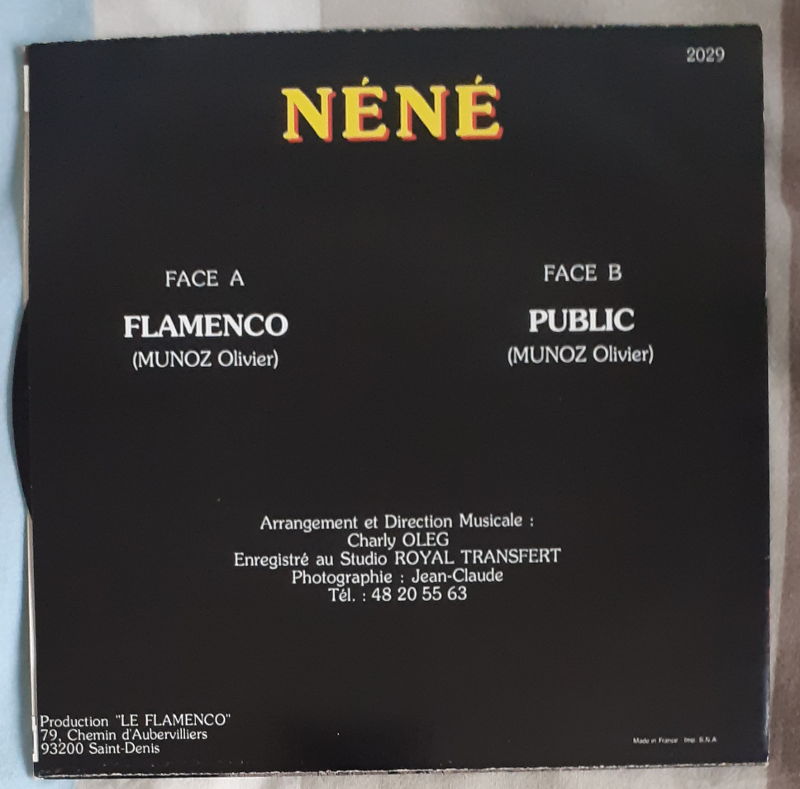 2029
NÉNÉ
FACE A
FLAMENCO
(MUNOZ Olivier)
FACE B
PUBLIC
(MUNOZ Olivier)
Arrangement et Direction Musicale :
Charly OLEG
Enregistré au Studio ROYAL TRANSFERT
Photographie : Jean-Claude
Tél. : 48 20 55 63
Production "LE FLAMENCO"
79, Chemin d'Aubervilliers
93200 Saint-Denis
Made in France Imp. S.N.A